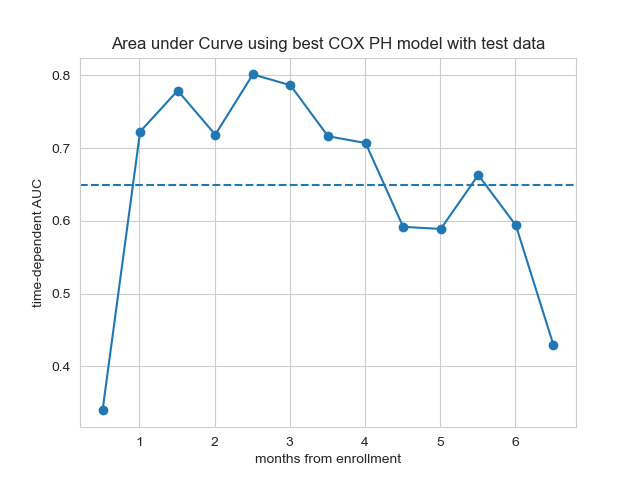 Area under Curve using best COX PH model with test data
time-dependent AUC
0.8
0.7
0.6
0.5
0.4
1 2 3 4 5 6
months from enrollment